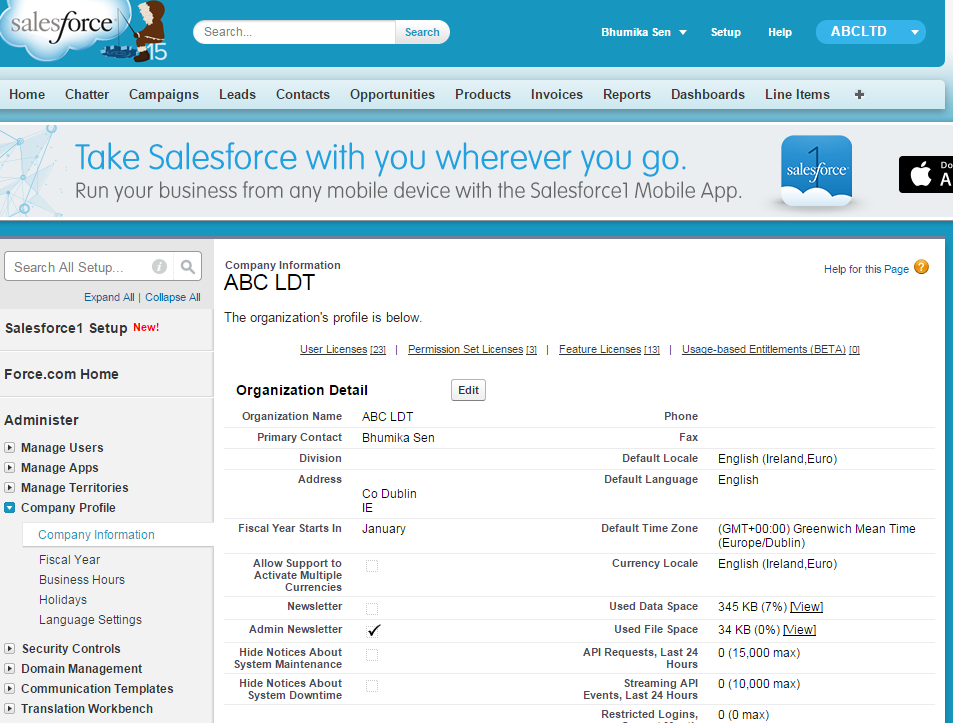 salesforce
15
Search...
Search
Bhumika Sen
Setup
Help
ABCLTD
Home
Chatter
Campaigns
Leads
Contacts
Opportunities
Products
Invoices
Reports
Dashboards
Line Items
+
Take Salesforce with you wherever you go.
Run your business from any mobile device with the Salesforce1 Mobile App.
1
salesforce
Do
A
Search All Setup...
Expand All | Collapse All
Salesforce1 Setup New!
Force.com Home
Administer
Manage Users
Manage Apps
Manage Territories
Company Profile
Company Information
Fiscal Year
Business Hours
Holidays
Language Settings
Security Controls
Domain Management
Communication Templates
Translation Workbench
Company Information
ABC LDT
Help for this Page ?
The organization's profile is below.
User Licenses [23] | Permission Set Licenses [3] | Feature Licenses [13] | Usage-based Entitlements (BETA) [0]
Organization Detail
Edit
Organization Name ABC LDT Phone
Primary Contact Bhumika Sen Fax
Division Default Locale English (Ireland,Euro)
Address Default Language English
Co Dublin
IE
Fiscal Year Starts In January Default Time Zone (GMT+00:00) Greenwich Mean Time
(Europe/Dublin)
Allow Support to Currency Locale English (Ireland,Euro)
Activate Multiple
Currencies
Newsletter Used Data Space 345 KB (7%) [View]
Admin Newsletter Used File Space 34 KB (0%) [View]
Hide Notices About API Requests, Last 24 0 (15,000 max)
System Maintenance Hours
Hide Notices About Streaming API 0 (10,000 max)
System Downtime Events, Last 24 Hours
Restricted Logins, 0 (0 max)